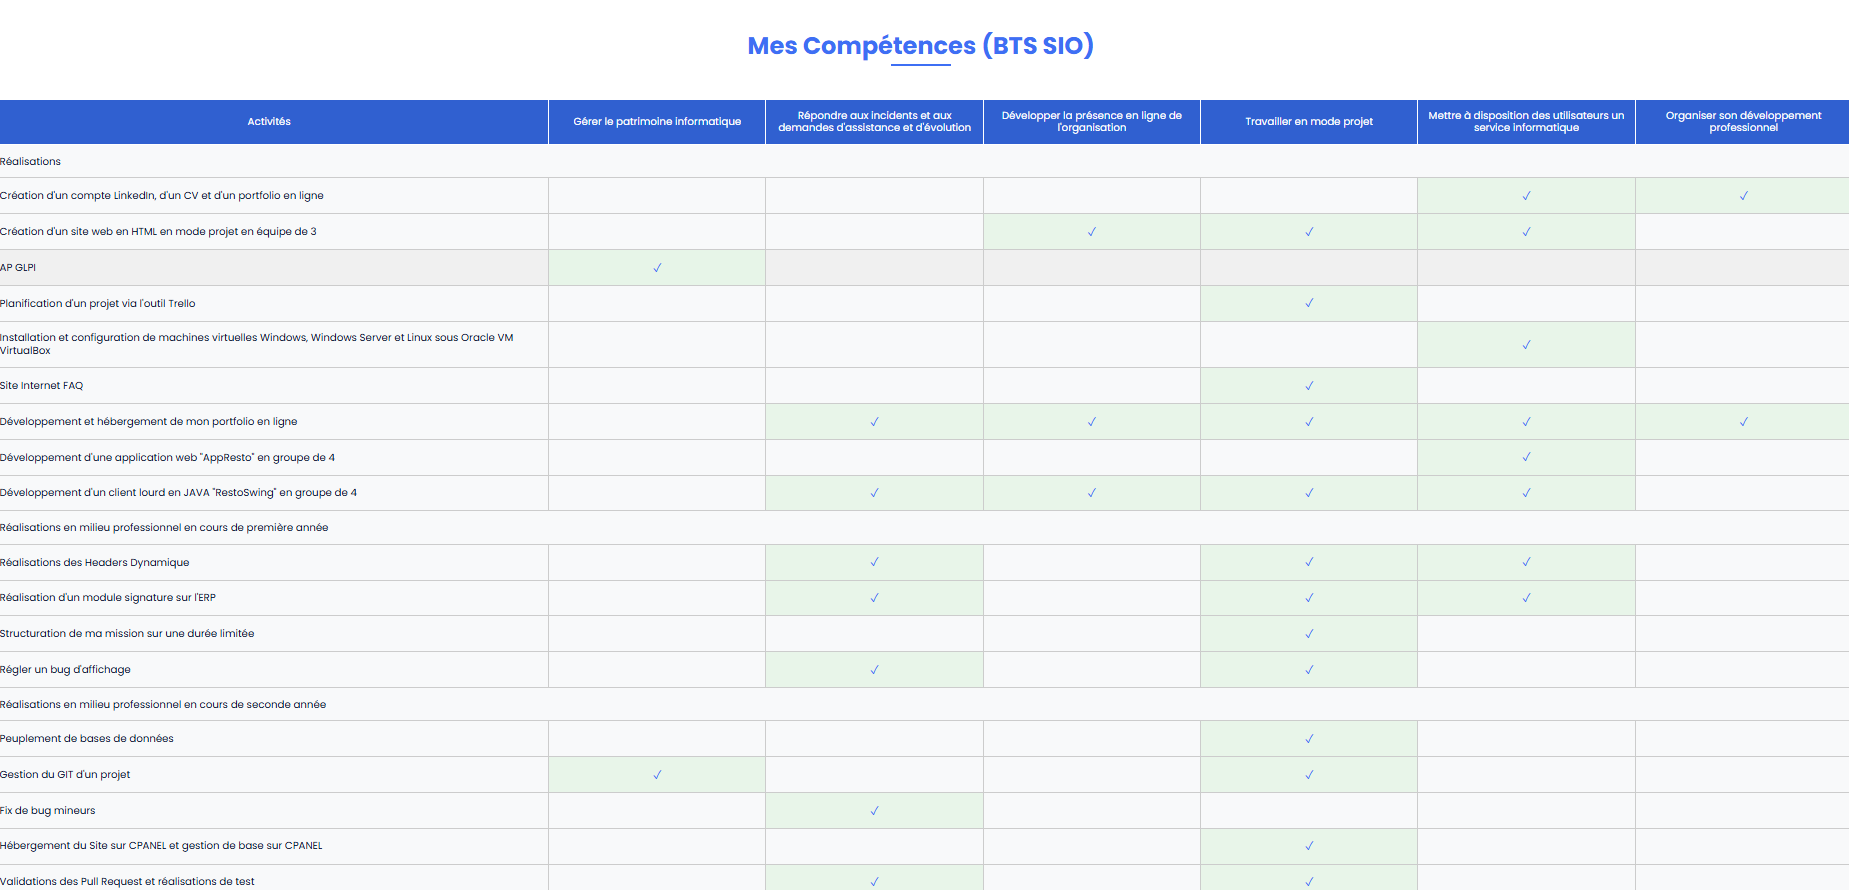 Mes Compétences (BTS SIO)
Activités
Gérer le patrimoine informatique
Répondre aux incidents et aux
demandes d'assistance et d'évolution
Développer la présence en ligne de
l'organisation
Travailler en mode projet
Mettre à disposition des utilisateurs un
service informatique
Organiser son développement
professionnel
Réalisations
Création d'un compte LinkedIn, d'un CV et d'un portfolio en ligne ✓ ✓
Création d'un site web en HTML en mode projet en équipe de 3 ✓ ✓ ✓
AP GLPI ✓
Planification d'un projet via l'outil Trello ✓
Installation et configuration de machines virtuelles Windows, Windows Server et Linux sous Oracle VM
VirtualBox ✓
Site Internet FAQ ✓
Développement et hébergement de mon portfolio en ligne ✓ ✓ ✓ ✓ ✓
Développement d'une application web "AppResto" en groupe de 4 ✓
Développement d'un client lourd en JAVA "RestoSwing" en groupe de 4 ✓ ✓ ✓ ✓
Réalisations en milieu professionnel en cours de première année
Réalisations des Headers Dynamique ✓ ✓ ✓
Réalisation d'un module signature sur l'ERP ✓ ✓ ✓
Structuration de ma mission sur une durée limitée ✓
Régler un bug d'affichage ✓ ✓
Réalisations en milieu professionnel en cours de seconde année
Peuplement de bases de données ✓
Gestion du GIT d'un projet ✓ ✓
Fix de bug mineurs ✓
Hébergement du Site sur CPANEL et gestion de base sur CPANEL ✓
Validations des Pull Request et réalisations de test ✓ ✓